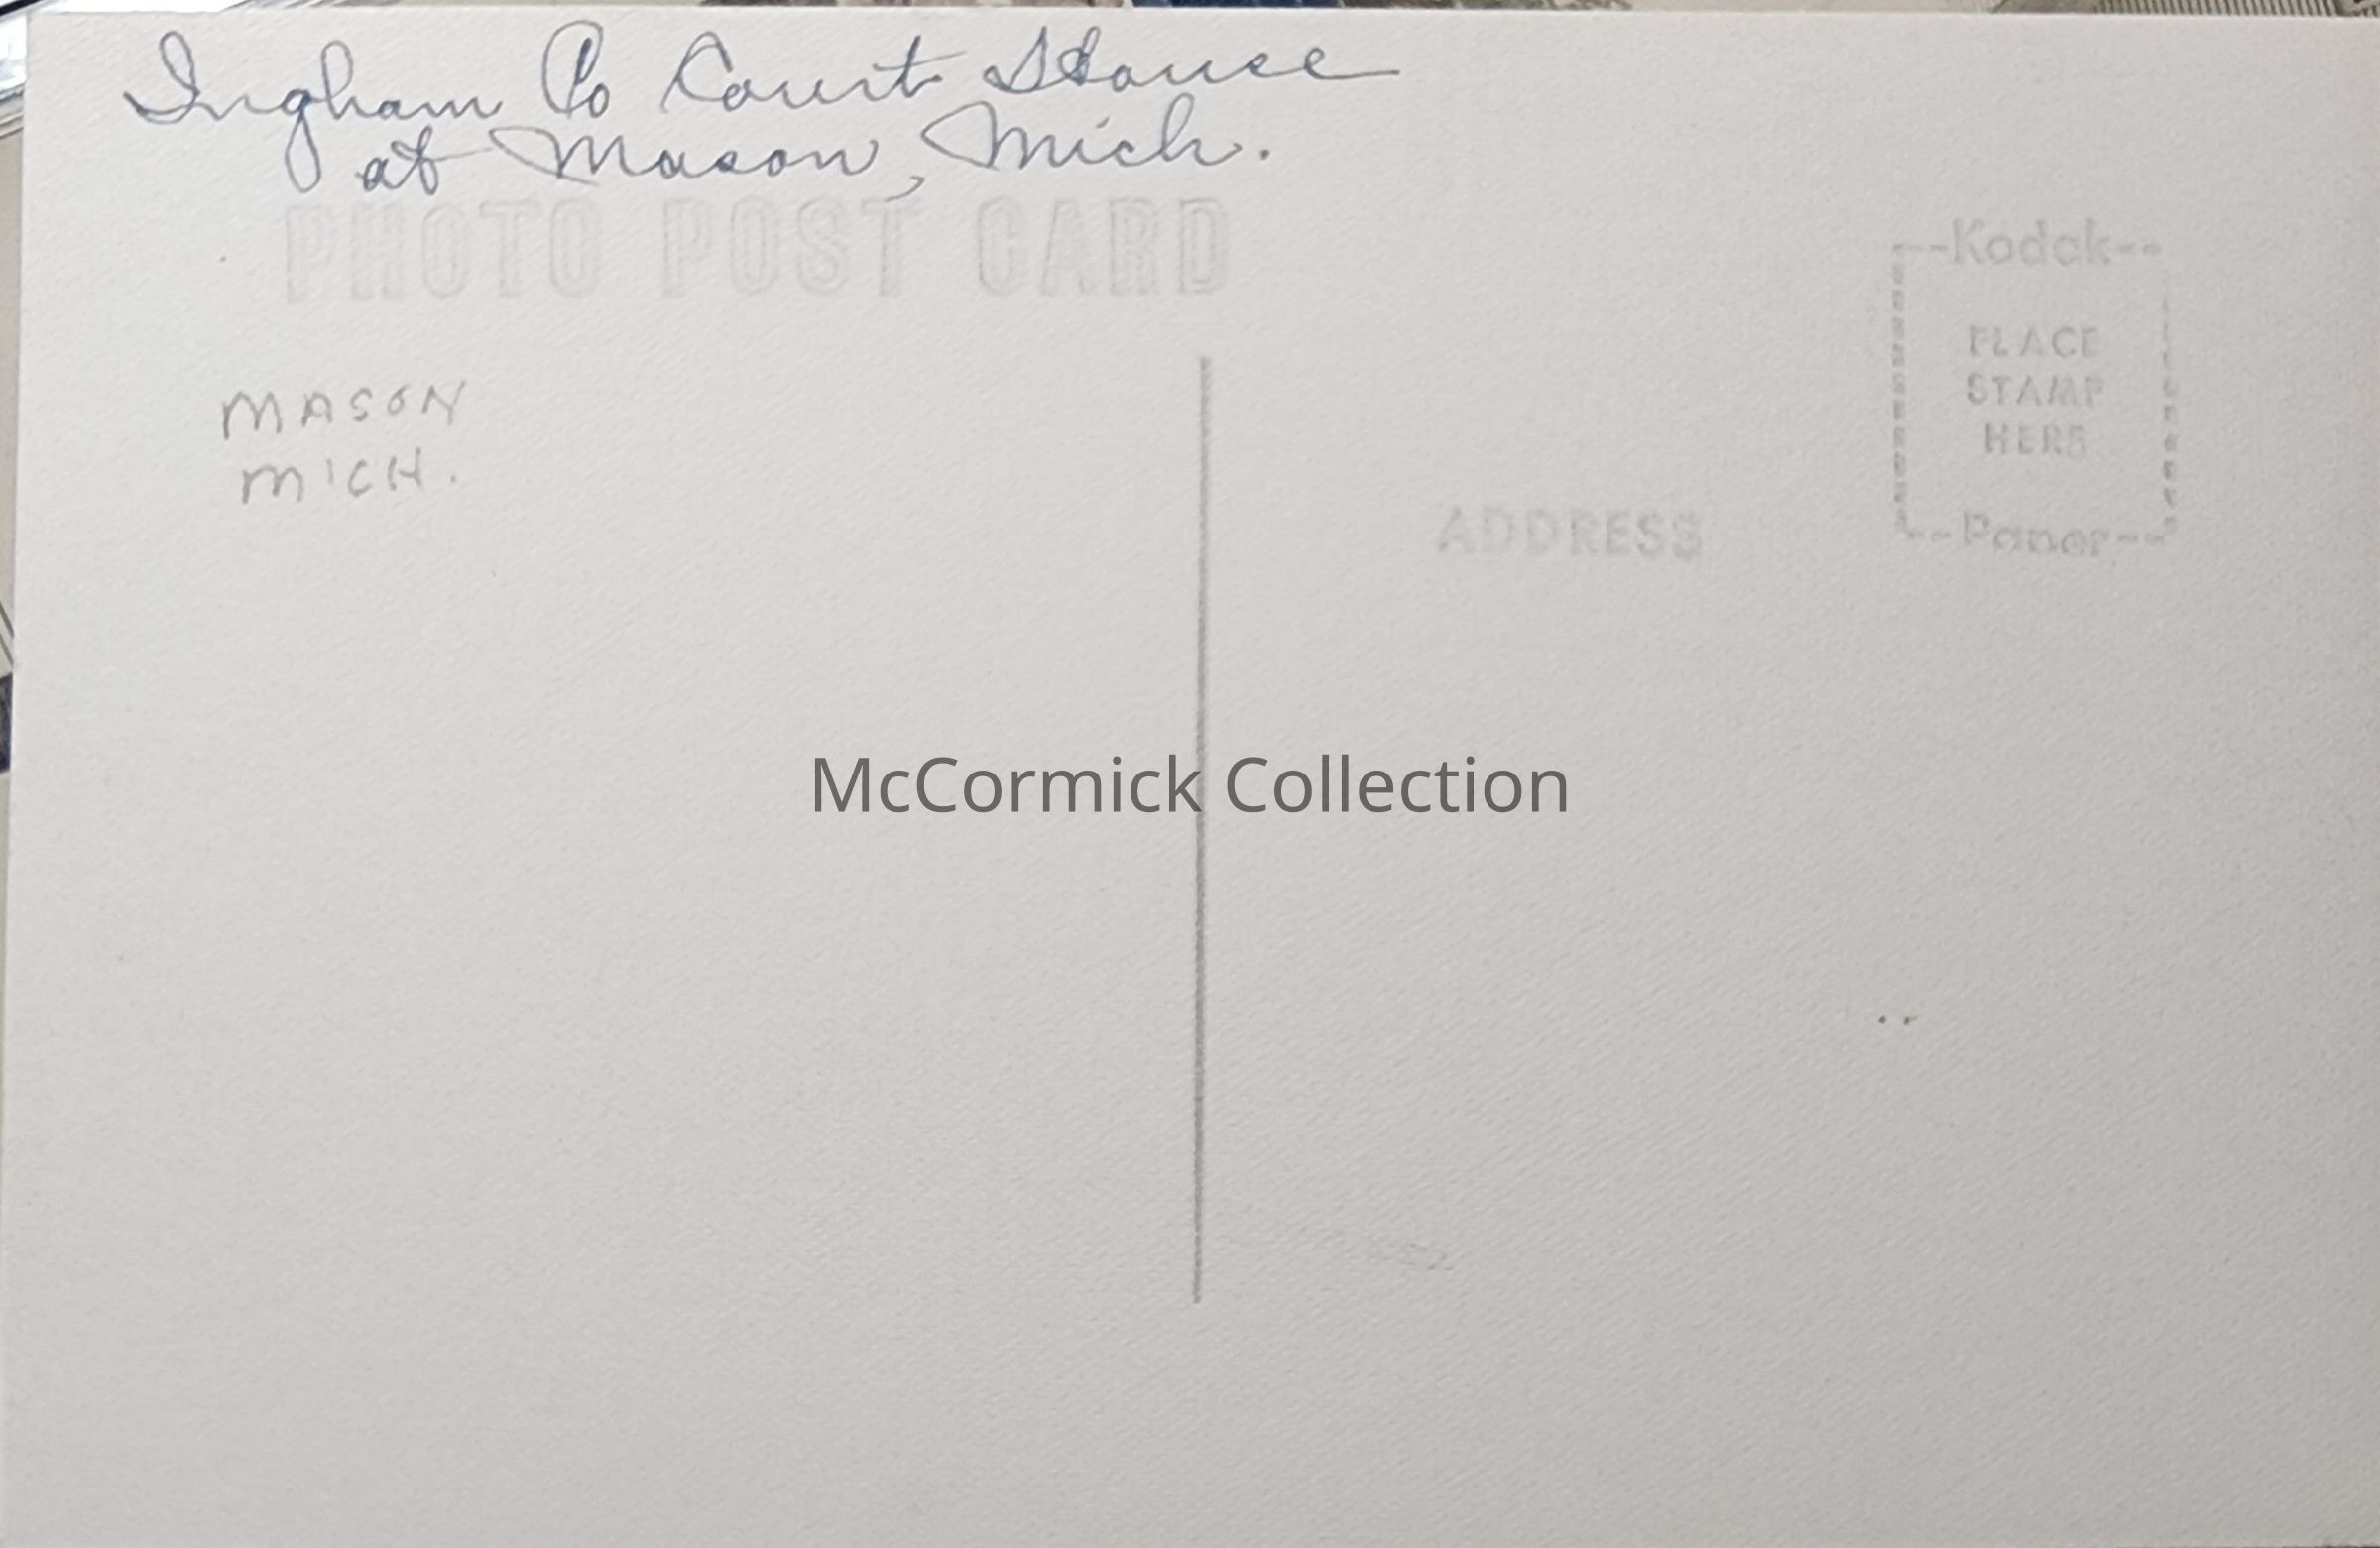 Ingham Co Court House
at Mason, Mich.
PHOTO POST CARD
MASON
MICH.
--Kodak--
PLACE
STAMP
HERE
--Paper--
ADDRESS
McCormick Collection